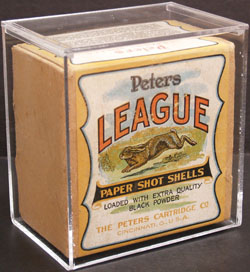 Peters
LEAGUE
PAPER SHOT SHELLS
LOADED WITH EXTRA QUALITY
BLACK POWDER
THE PETERS CARTRIDGE CO.
CINCINNATI, O., U.S.A.